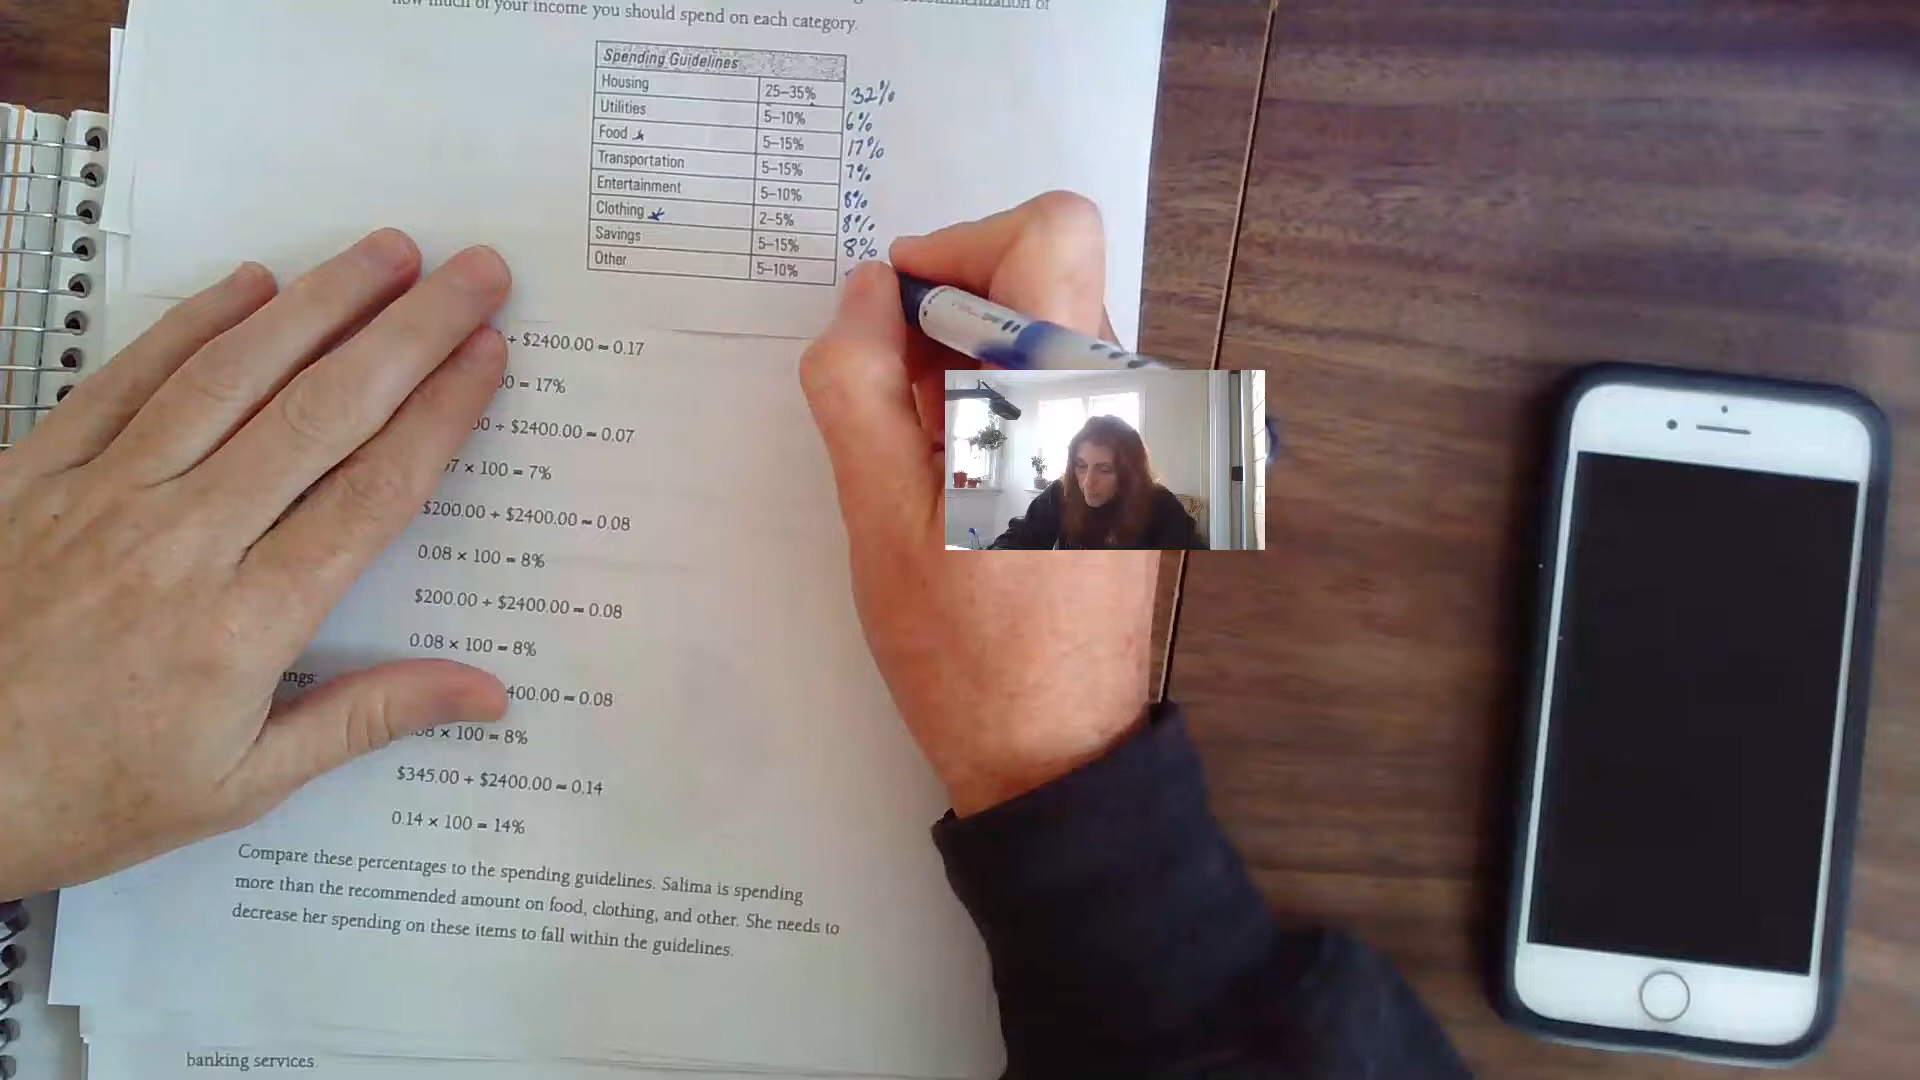 how much of your income you should spend on each category.
Spending Guidelines
Housing 25–35% 32%
Utilities 5–10% 6%
Food 5–15% 17%
Transportation 5–15% 7%
Entertainment 5–10% 8%
Clothing 2–5% 8%
Savings 5–15% 8%
Other 5–10%
÷ $2400.00 ≈ 0.17
00 = 17%
00 ÷ $2400.00 ≈ 0.07
7 × 100 = 7%
$200.00 ÷ $2400.00 ≈ 0.08
0.08 × 100 = 8%
$200.00 ÷ $2400.00 ≈ 0.08
0.08 × 100 = 8%
ings: 400.00 ≈ 0.08
08 × 100 = 8%
$345.00 ÷ $2400.00 ≈ 0.14
0.14 × 100 = 14%
Compare these percentages to the spending guidelines. Salima is spending
more than the recommended amount on food, clothing, and other. She needs to
decrease her spending on these items to fall within the guidelines.
banking services